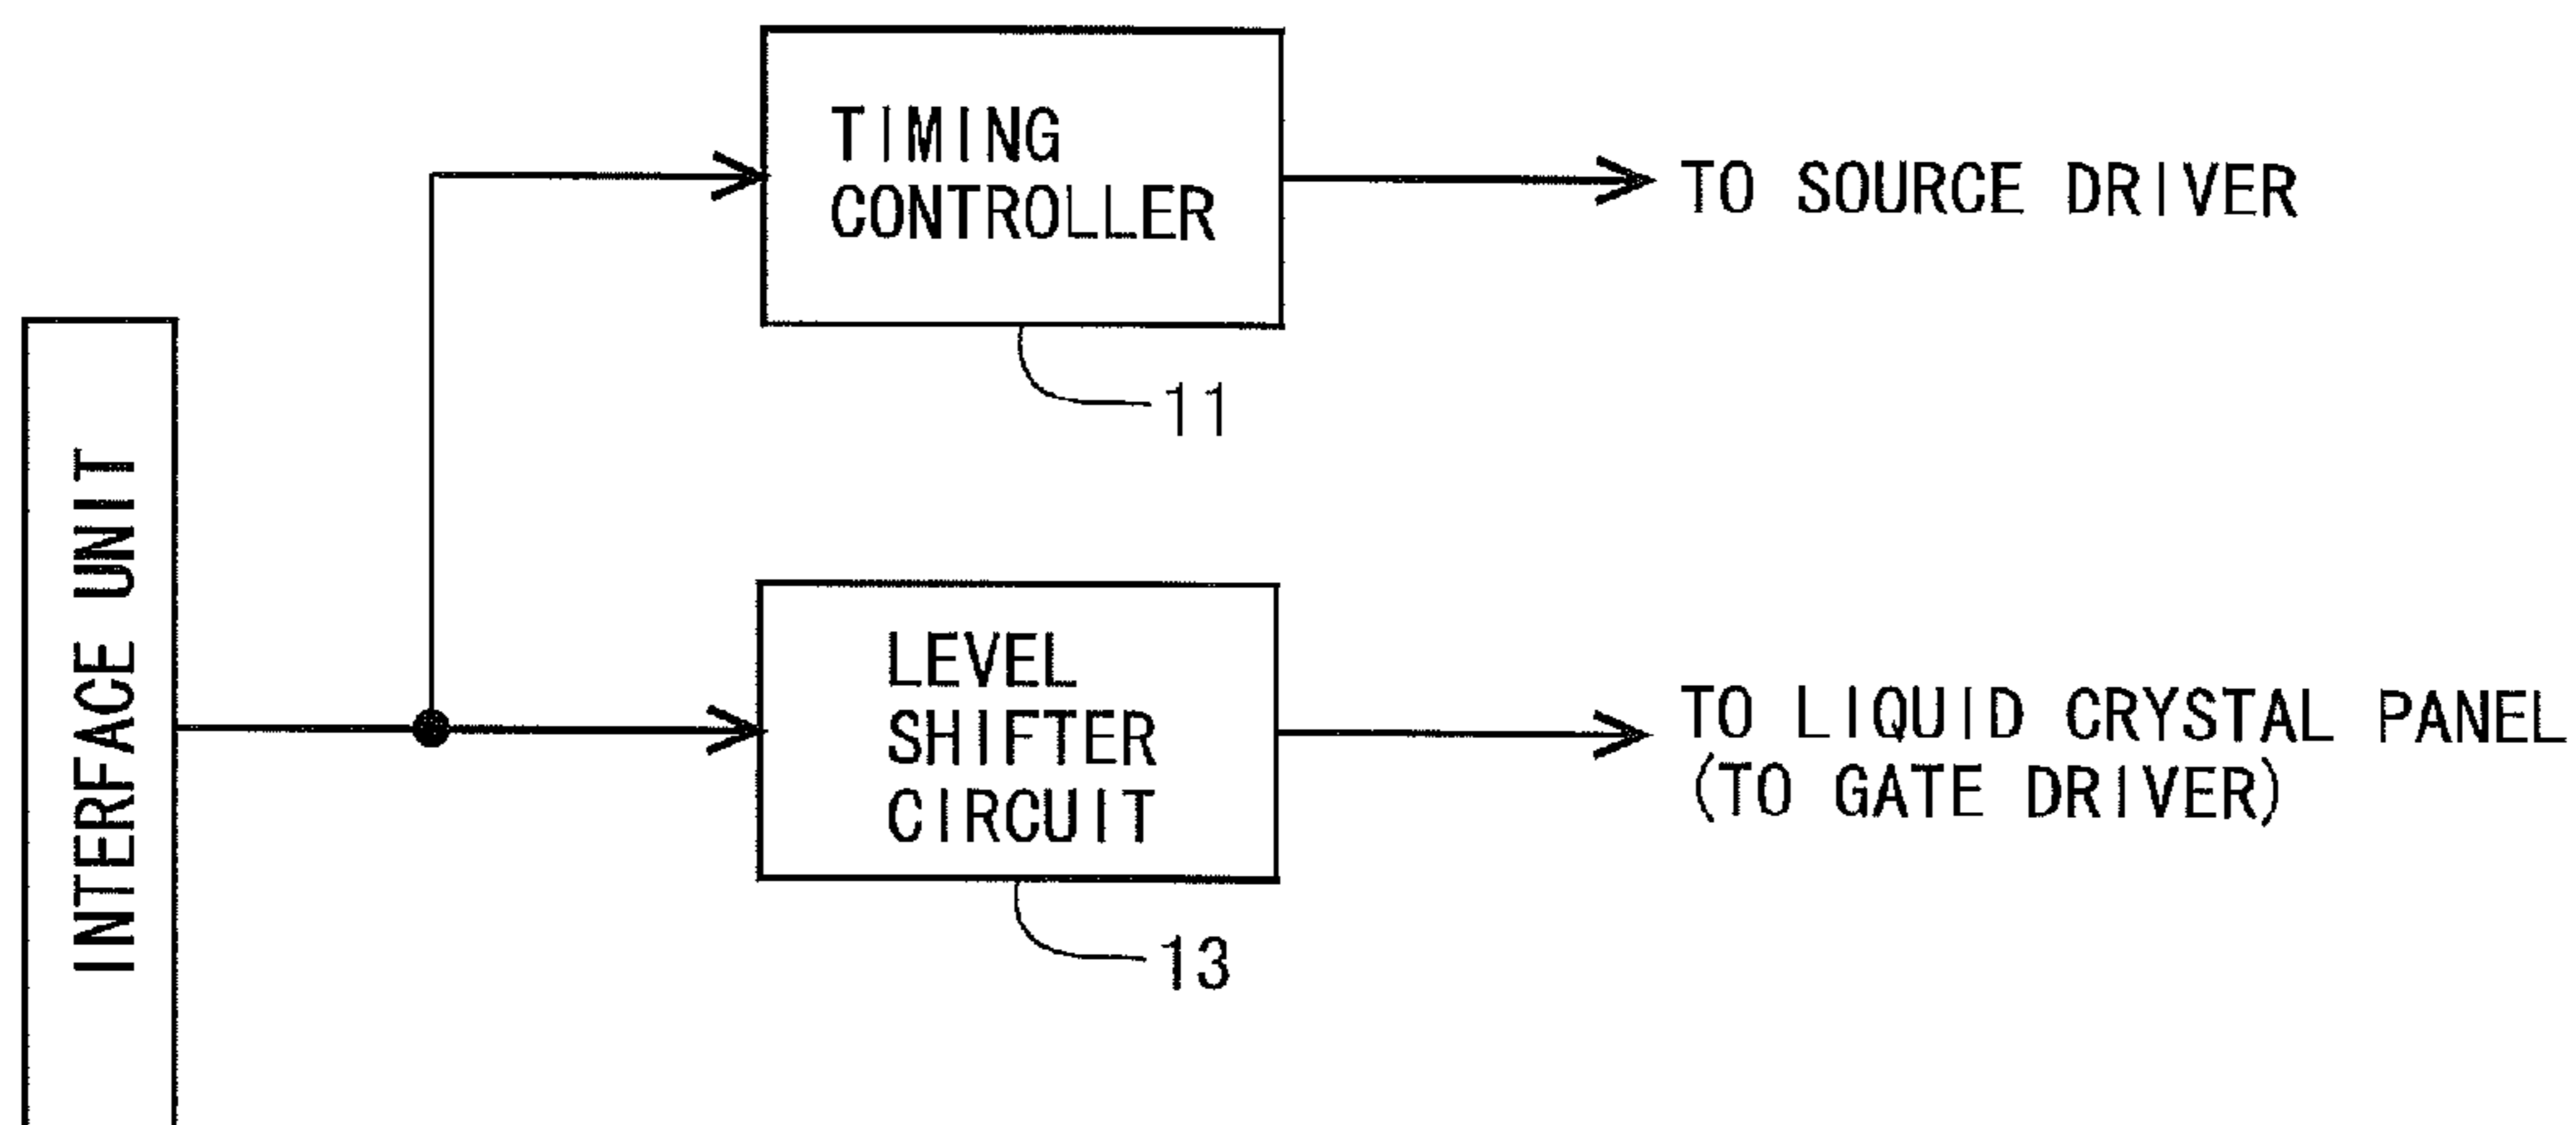 TIMING
CONTROLLER
TO SOURCE DRIVER
11
INTERFACE UNIT
LEVEL
SHIFTER
CIRCUIT
TO LIQUID CRYSTAL PANEL
(TO GATE DRIVER)
13